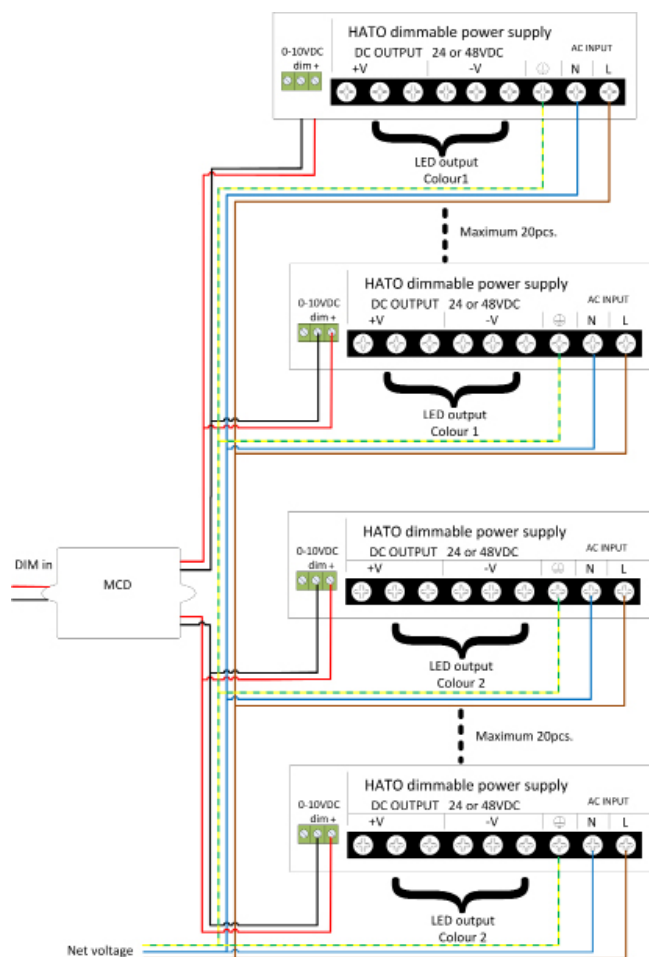 HATO dimmable power supply
0-10VDC DC OUTPUT 24 or 48VDC AC INPUT
dim + +V -V N L
LED output
Colour1
Maximum 20pcs.
HATO dimmable power supply
0-10VDC DC OUTPUT 24 or 48VDC AC INPUT
dim + +V -V N L
LED output
Colour 1
HATO dimmable power supply
0-10VDC DC OUTPUT 24 or 48VDC AC INPUT
dim + +V -V N L
DIM in
MCD
LED output
Colour 2
Maximum 20pcs.
HATO dimmable power supply
0-10VDC DC OUTPUT 24 or 48VDC AC INPUT
dim + +V -V N L
LED output
Colour 2
Net voltage